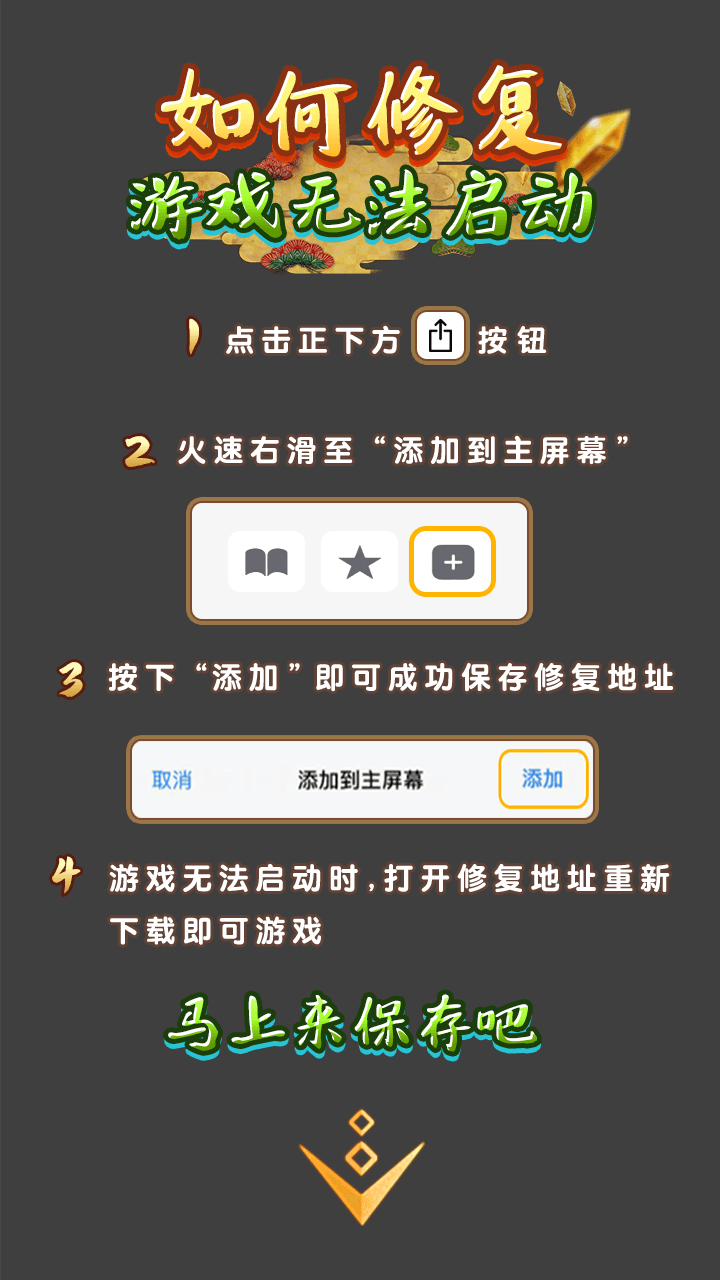 如何修复
游戏无法启动
1 点击正下方 按钮
2 火速右滑至“添加到主屏幕”
3 按下“添加”即可成功保存修复地址
取消 添加到主屏幕 添加
4 游戏无法启动时,打开修复地址重新
下载即可游戏
马上来保存吧